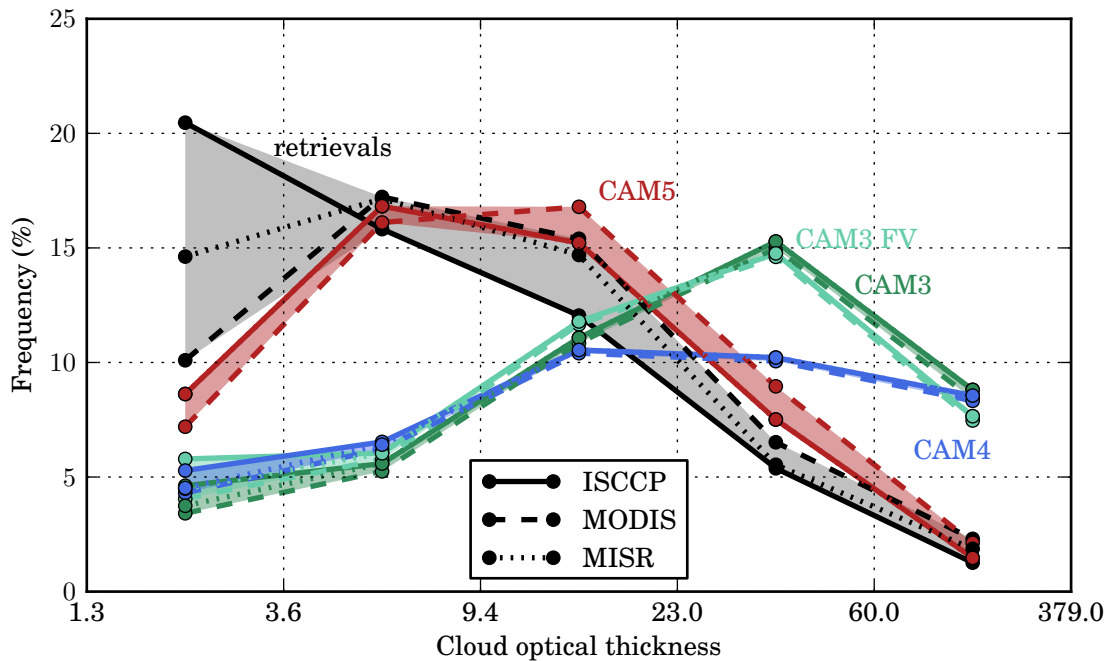 25
20
15
10
5
0
Frequency (%)
retrievals
CAM5
CAM3 FV
CAM3
CAM4
ISCCP
MODIS
MISR
1.3 3.6 9.4 23.0 60.0 379.0
Cloud optical thickness